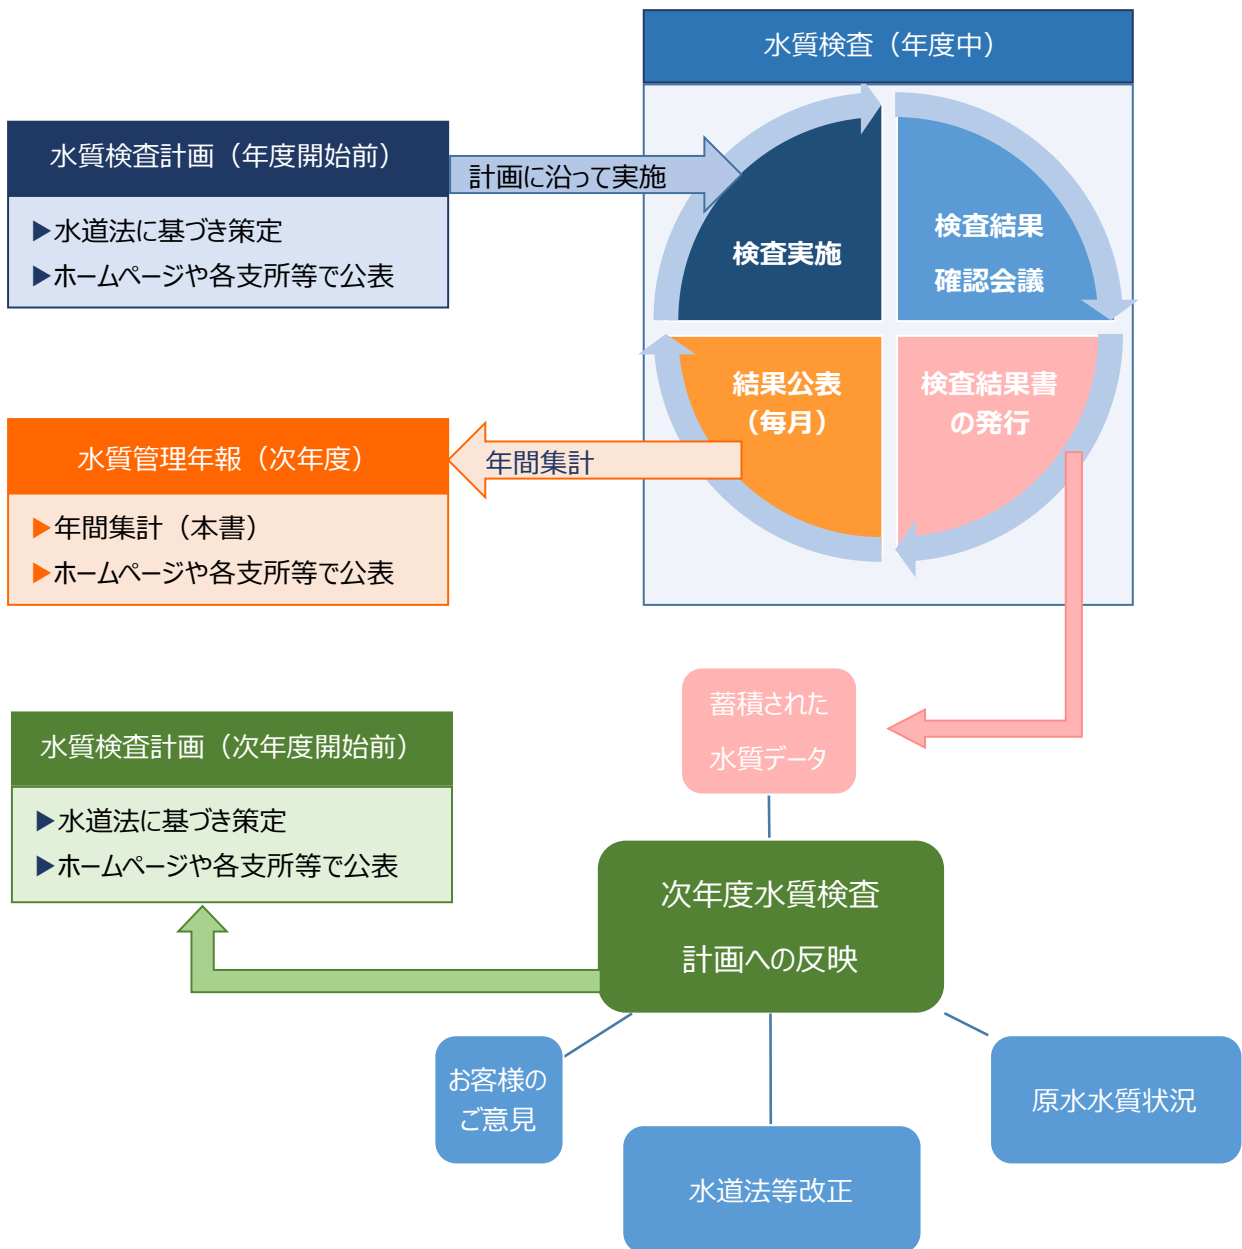 水質検査（年度中）
水質検査計画（年度開始前）
▶水道法に基づき策定
▶ホームページや各支所等で公表
計画に沿って実施
検査実施
検査結果
確認会議
結果公表
（毎月）
検査結果書
の発行
水質管理年報（次年度）
▶年間集計（本書）
▶ホームページや各支所等で公表
年間集計
蓄積された
水質データ
水質検査計画（次年度開始前）
▶水道法に基づき策定
▶ホームページや各支所等で公表
次年度水質検査
計画への反映
お客様の
ご意見
水道法等改正
原水水質状況